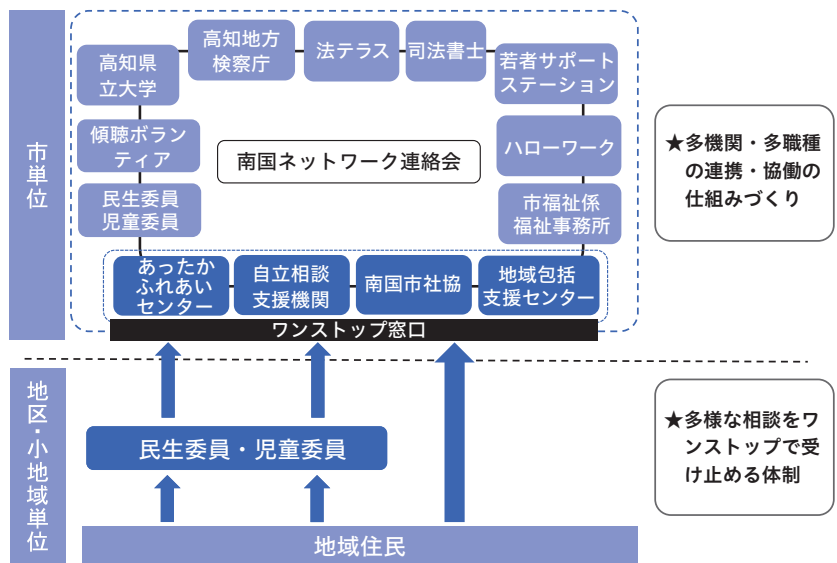 市単位
高知県
立大学
高知地方
検察庁
法テラス
司法書士
若者サポート
ステーション
傾聴ボラン
ティア
南国ネットワーク連絡会
ハローワーク
民生委員
児童委員
市福祉係
福祉事務所
あったか
ふれあい
センター
自立相談
支援機関
南国市社協
地域包括
支援センター
ワンストップ窓口
★多機関・多職種
の連携・協働の
仕組みづくり
地区・小地域単位
民生委員・児童委員
地域住民
★多様な相談をワ
ンストップで受
け止める体制